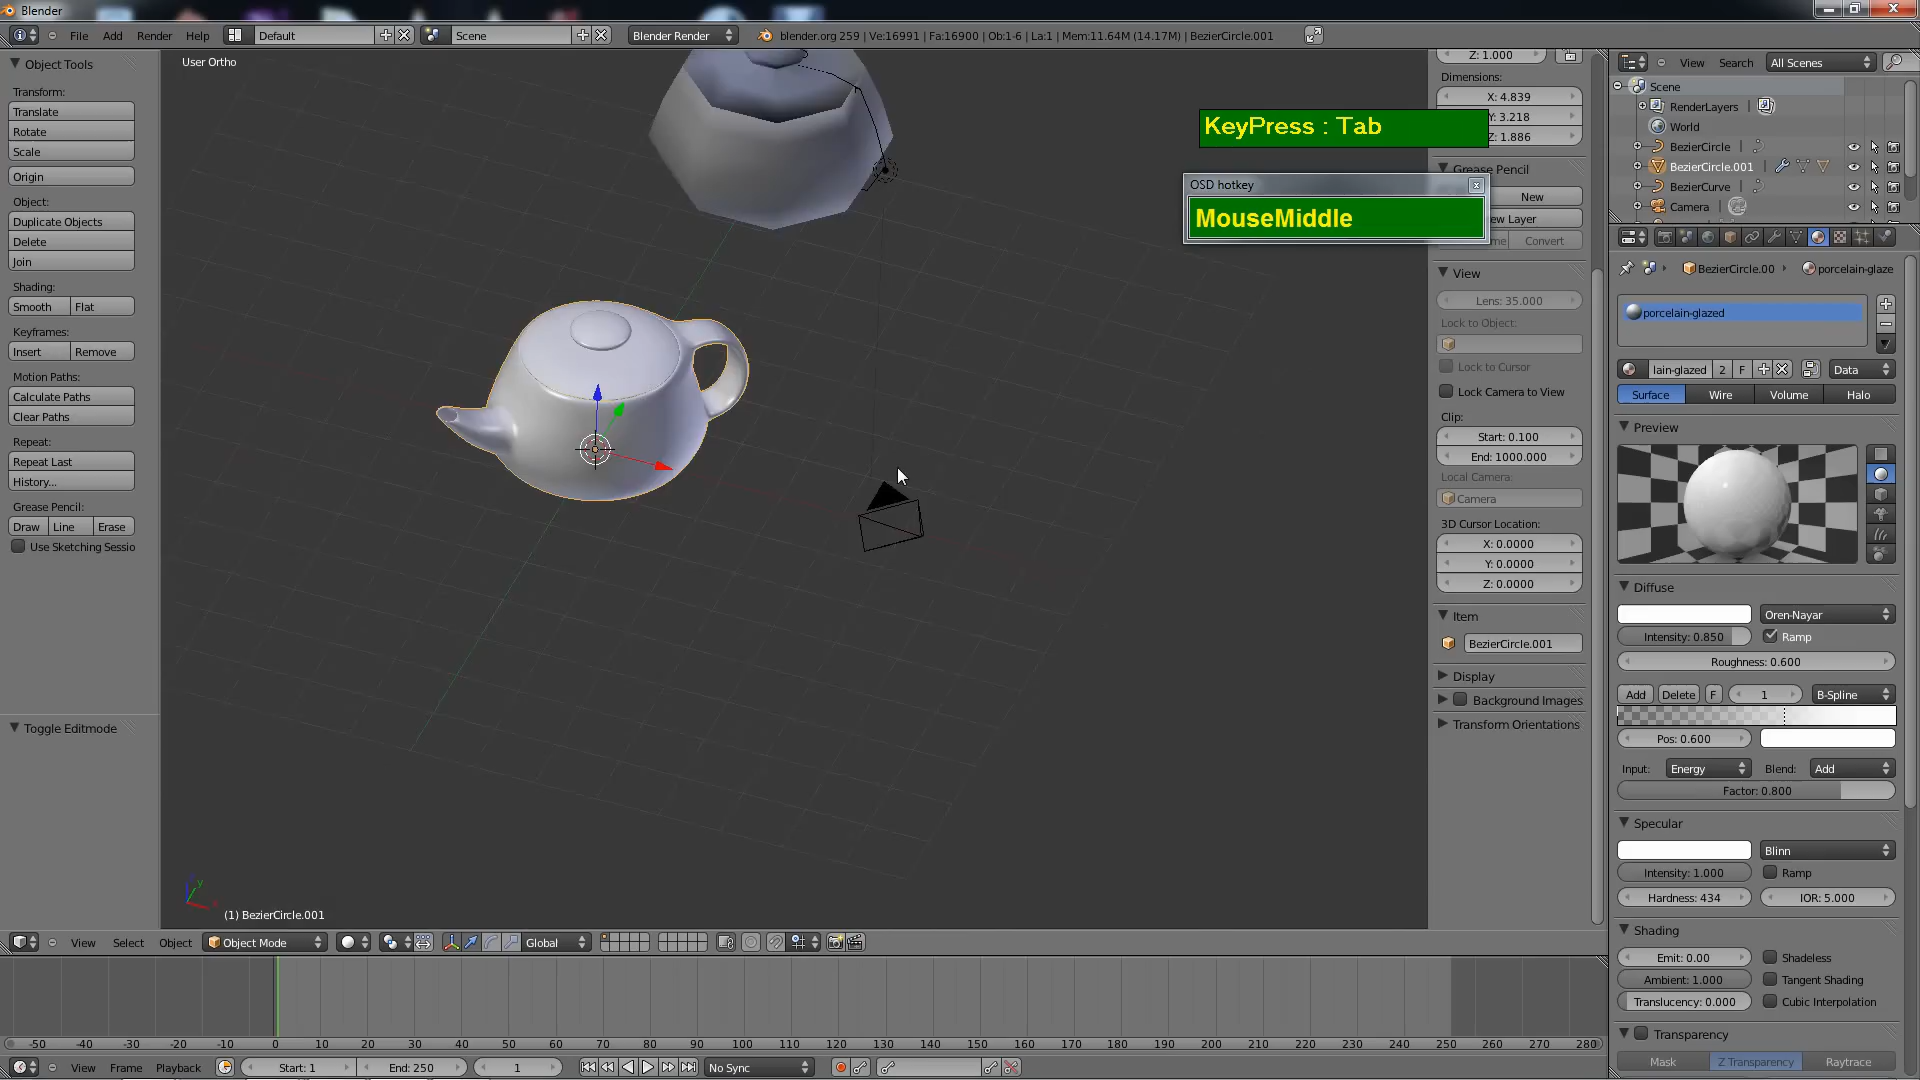 Blender
File Add Render Help Default Scene Blender Render blender.org 259 | Ve:16991 | Fa:16900 | Ob:1-6 | La:1 | Mem:11.64M (14.17M) | BezierCircle.001
Object Tools
Transform:
Translate
Rotate
Scale
Origin
Object:
Duplicate Objects
Delete
Join
Shading:
Smooth Flat
Keyframes:
Insert Remove
Motion Paths:
Calculate Paths
Clear Paths
Repeat:
Repeat Last
History...
Grease Pencil:
Draw Line Erase
Use Sketching Sessio
Toggle Editmode
User Ortho
KeyPress : Tab
OSD hotkey
MouseMiddle
y
(1) BezierCircle.001
Z: 1.000
Dimensions:
X: 4.839
Y: 3.218
Z: 1.886
Grease Pencil
New
ew Layer
Convert
View
Lens: 35.000
Lock to Object:
Lock to Cursor
Lock Camera to View
Clip:
Start: 0.100
End: 1000.000
Local Camera:
Camera
3D Cursor Location:
X: 0.0000
Y: 0.0000
Z: 0.0000
Item
BezierCircle.001
Display
Background Images
Transform Orientations
View Search All Scenes
Scene
RenderLayers
World
BezierCircle
BezierCircle.001
BezierCurve
Camera
BezierCircle.00 porcelain-glaze
porcelain-glazed
lain-glazed 2 F Data
Surface Wire Volume Halo
Preview
Diffuse
Oren-Nayar
Intensity: 0.850 Ramp
Roughness: 0.600
Add Delete F 1 B-Spline
Pos: 0.600
Input: Energy Blend: Add
Factor: 0.800
Specular
Blinn
Intensity: 1.000 Ramp
Hardness: 434 IOR: 5.000
Shading
Emit: 0.00 Shadeless
Ambient: 1.000 Tangent Shading
Translucency: 0.000 Cubic Interpolation
Transparency
Mask Z Transparency Raytrace
View Select Object Object Mode Global
-50 -40 -30 -20 -10 0 10 20 30 40 50 60 70 80 90 100 110 120 130 140 150 160 170 180 190 200 210 220 230 240 250 260 270 280
View Frame Playback Start: 1 End: 250 1 No Sync